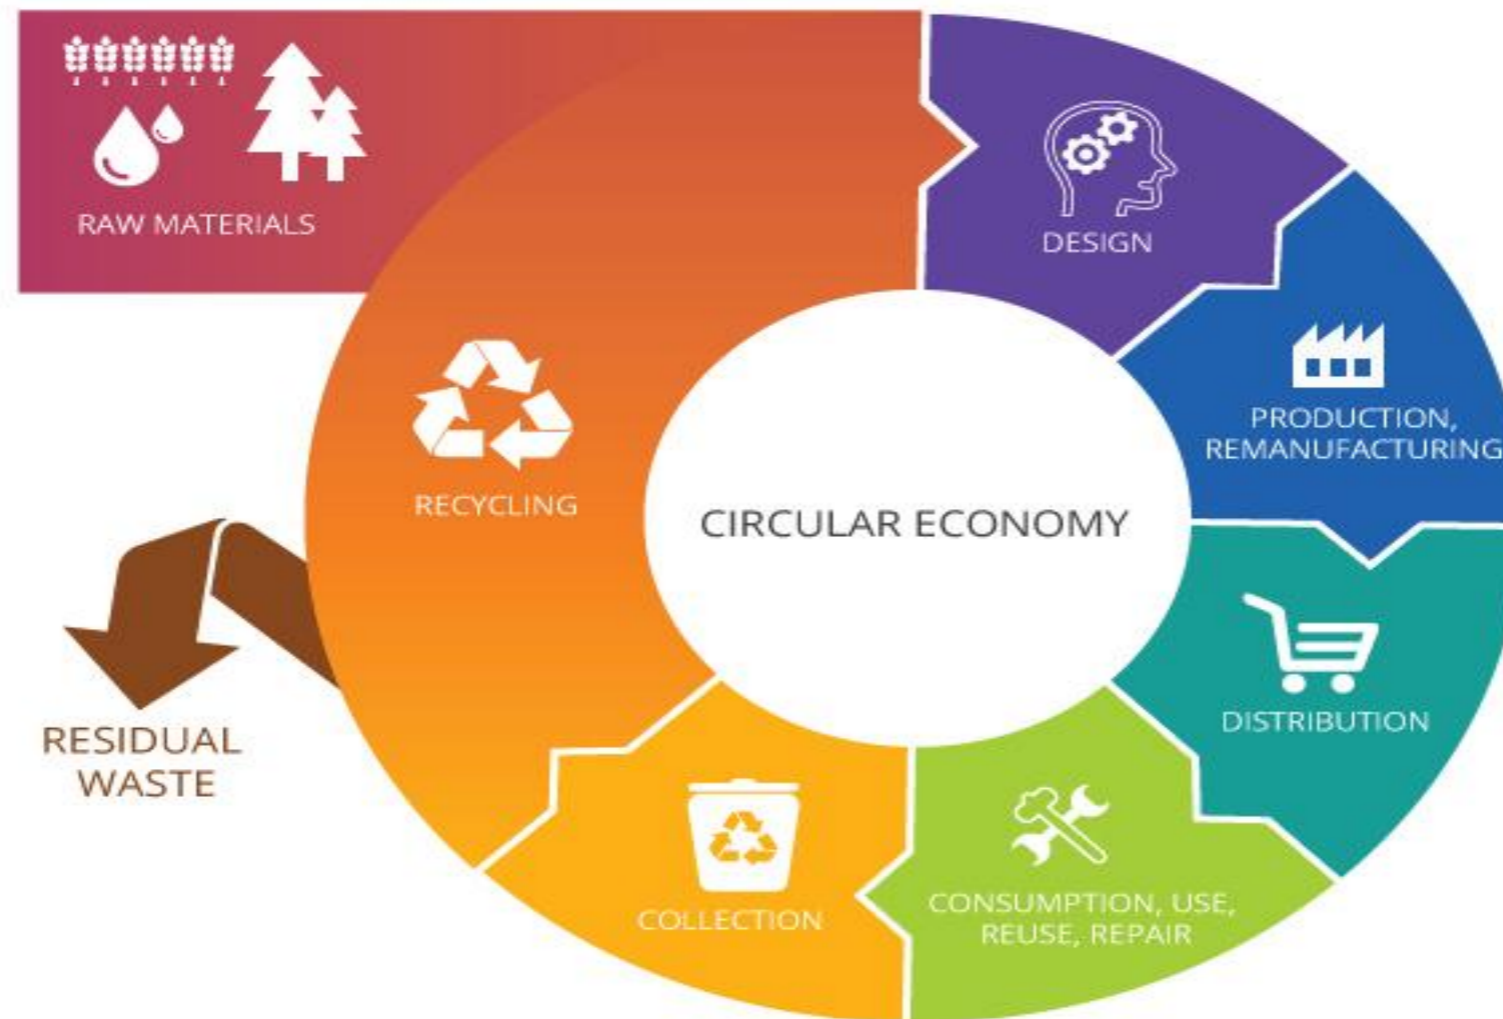 RAW MATERIALS
DESIGN
PRODUCTION,
REMANUFACTURING
RECYCLING
CIRCULAR ECONOMY
DISTRIBUTION
RESIDUAL
WASTE
COLLECTION
CONSUMPTION, USE,
REUSE, REPAIR